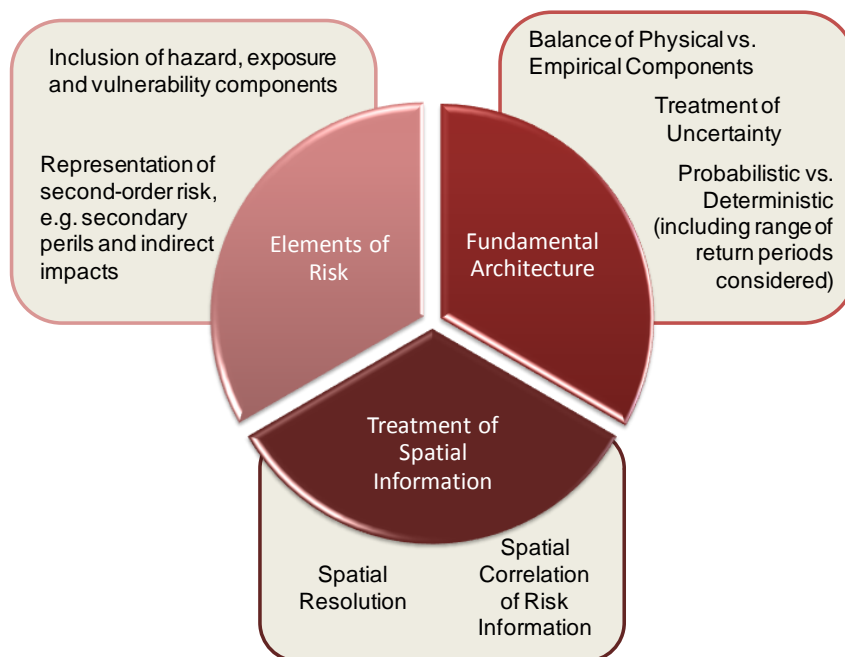 Inclusion of hazard, exposure
and vulnerability components
Representation of
second-order risk,
e.g. secondary
perils and indirect
impacts
Elements of
Risk
Balance of Physical vs.
Empirical Components
Treatment of
Uncertainty
Probabilistic vs.
Deterministic
(including range of
return periods
considered)
Fundamental
Architecture
Treatment of
Spatial
Information
Spatial
Resolution
Spatial
Correlation
of Risk
Information